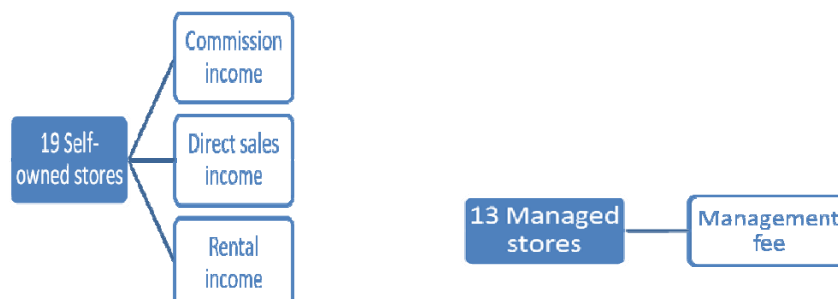 Commission
income
19 Self-
owned stores
Direct sales
income
Rental
income
13 Managed
stores
Management
fee